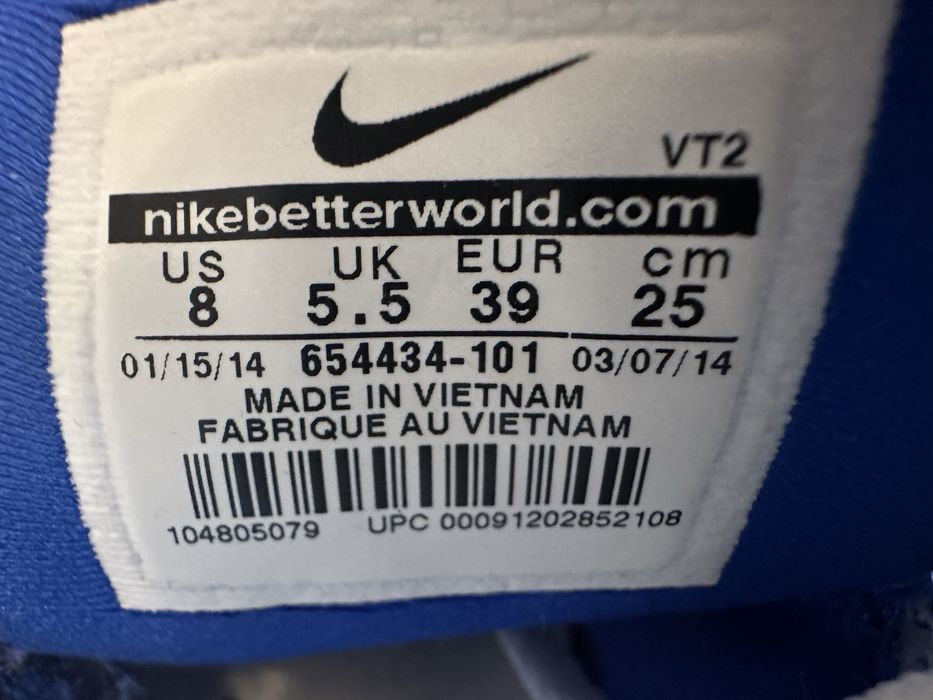 VT2
nikebetterworld.com
US UK EUR cm
8 5.5 39 25
01/15/14 654434-101 03/07/14
MADE IN VIETNAM
FABRIQUE AU VIETNAM
104805079 UPC 00091202852108